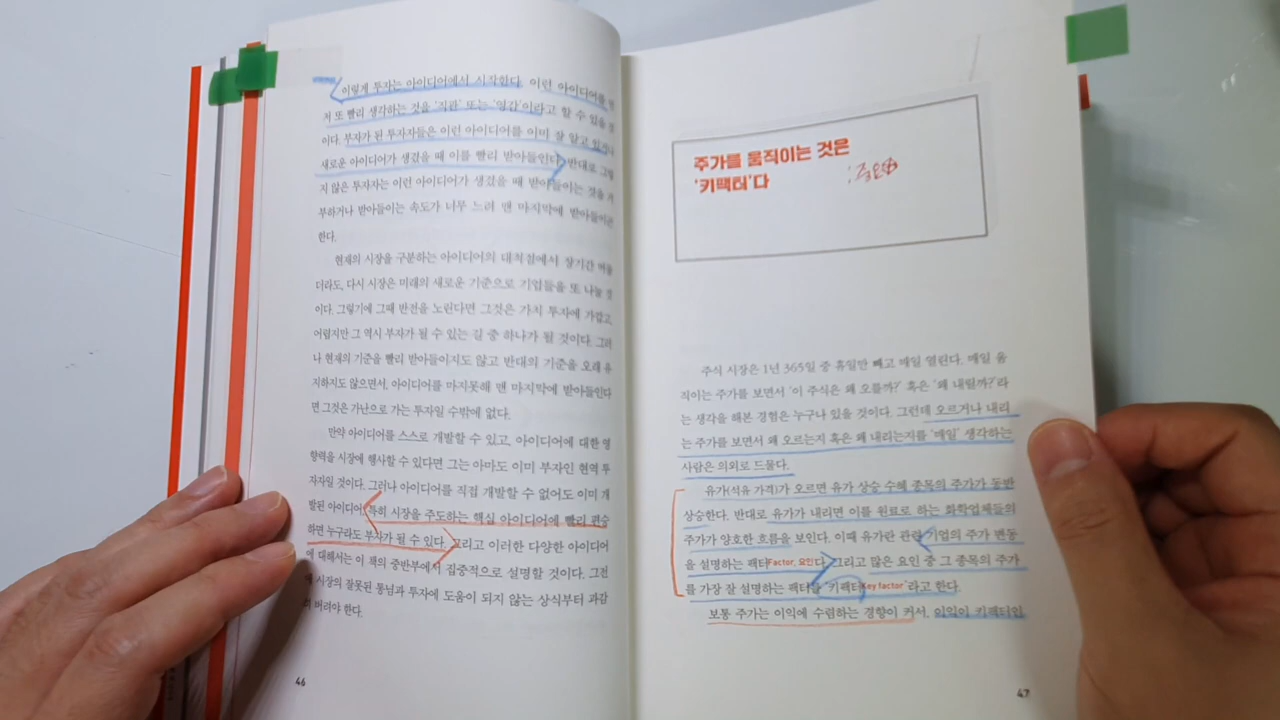 이렇게 투자는 아이디어에서 시작한다. 이런 아이디어를 먼
저 또 빨리 생각하는 것을 '직관' 또는 '영감'이라고 할 수 있을 것
이다. 부자가 된 투자자들은 이런 아이디어를 이미 잘 알고 있거나
새로운 아이디어가 생겼을 때 이를 빨리 받아들인다. 반대로 그렇
지 않은 투자자는 이런 아이디어가 생겼을 때 받아들이는 것을 거
부하거나 받아들이는 속도가 너무 느려 맨 마지막에 받아들이곤
한다.
현재의 시장을 구분하는 아이디어의 대척점에서 장기간 머물
더라도, 다시 시장은 미래의 새로운 기준으로 기업들을 또 나눌 것
이다. 그렇기에 그때 반전을 노린다면 그것은 가치 투자에 가깝고,
어렵지만 그 역시 부자가 될 수 있는 길 중 하나가 될 것이다. 그러
나 현재의 기준을 빨리 받아들이지도 않고 반대의 기준을 오래 유
지하지도 않으면서, 아이디어를 마지못해 맨 마지막에 받아들인다
면 그것은 가난으로 가는 투자일 수밖에 없다.
만약 아이디어를 스스로 개발할 수 있고, 아이디어에 대한 영
향력을 시장에 행사할 수 있다면 그는 아마도 이미 부자인 현역 투
자자일 것이다. 그러나 아이디어를 직접 개발할 수 없어도 이미 개
발된 아이디어, 특히 시장을 주도하는 핵심 아이디어에 빨리 편승
하면 누구라도 부자가 될 수 있다. 그리고 이러한 다양한 아이디어
에 대해서는 이 책의 중반부에서 집중적으로 설명할 것이다. 그전
에 시장의 잘못된 통념과 투자에 도움이 되지 않는 상식부터 과감
히 버려야 한다.
46
주가를 움직이는 것은
'키팩터'다
: 주요인
주식 시장은 1년 365일 중 휴일만 빼고 매일 열린다. 매일 움
직이는 주가를 보면서 '이 주식은 왜 오를까?' 혹은 '왜 내릴까?'라
는 생각을 해본 경험은 누구나 있을 것이다. 그런데 오르거나 내리
는 주가를 보면서 왜 오르는지 혹은 왜 내리는지를 '매일' 생각하는
사람은 의외로 드물다.
유가(석유 가격)가 오르면 유가 상승 수혜 종목의 주가가 동반
상승한다. 반대로 유가가 내리면 이를 원료로 하는 화학업체들의
주가가 양호한 흐름을 보인다. 이때 유가란 관련 기업의 주가 변동
을 설명하는 팩터Factor, 요인다. 그리고 많은 요인 중 그 종목의 주가
를 가장 잘 설명하는 팩터를 '키팩터Key factor'라고 한다.
보통 주가는 이익에 수렴하는 경향이 커서, 이익이 키팩터인
47